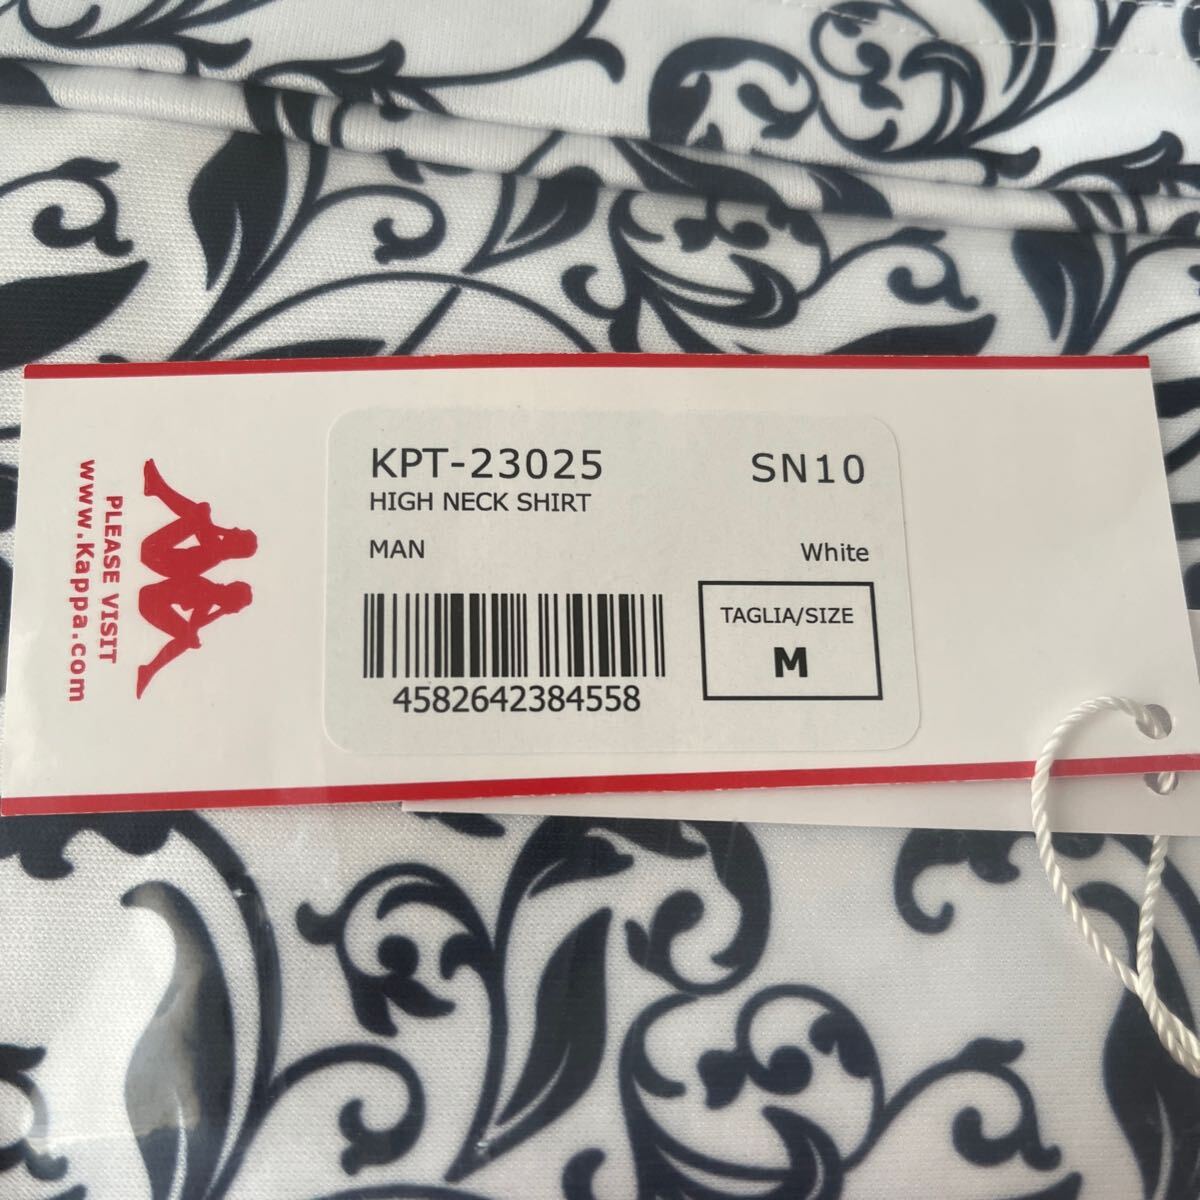 KPT-23025 SN10
HIGH NECK SHIRT
MAN White
TAGLIA/SIZE
M
4582642384558
PLEASE VISIT
www.Kappa.com